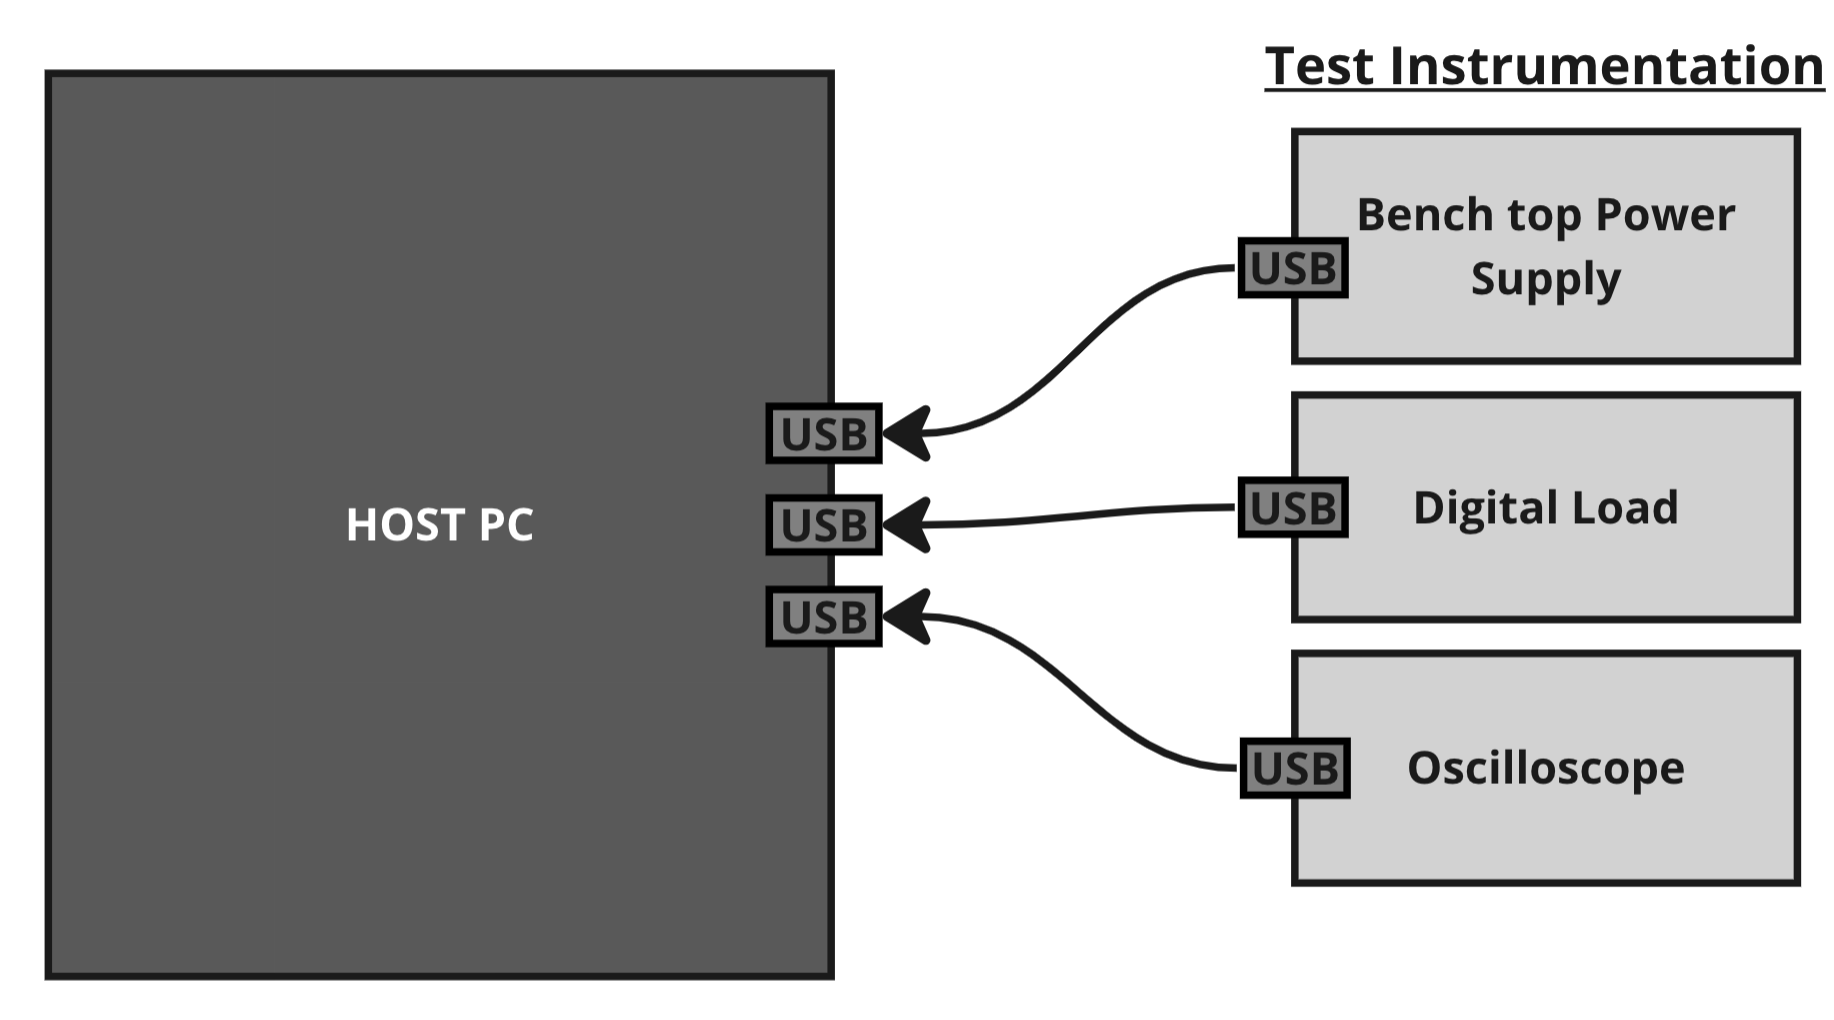 Test Instrumentation
Bench top Power
Supply
USB
USB
HOST PC
USB
USB
Digital Load
USB
USB
Oscilloscope